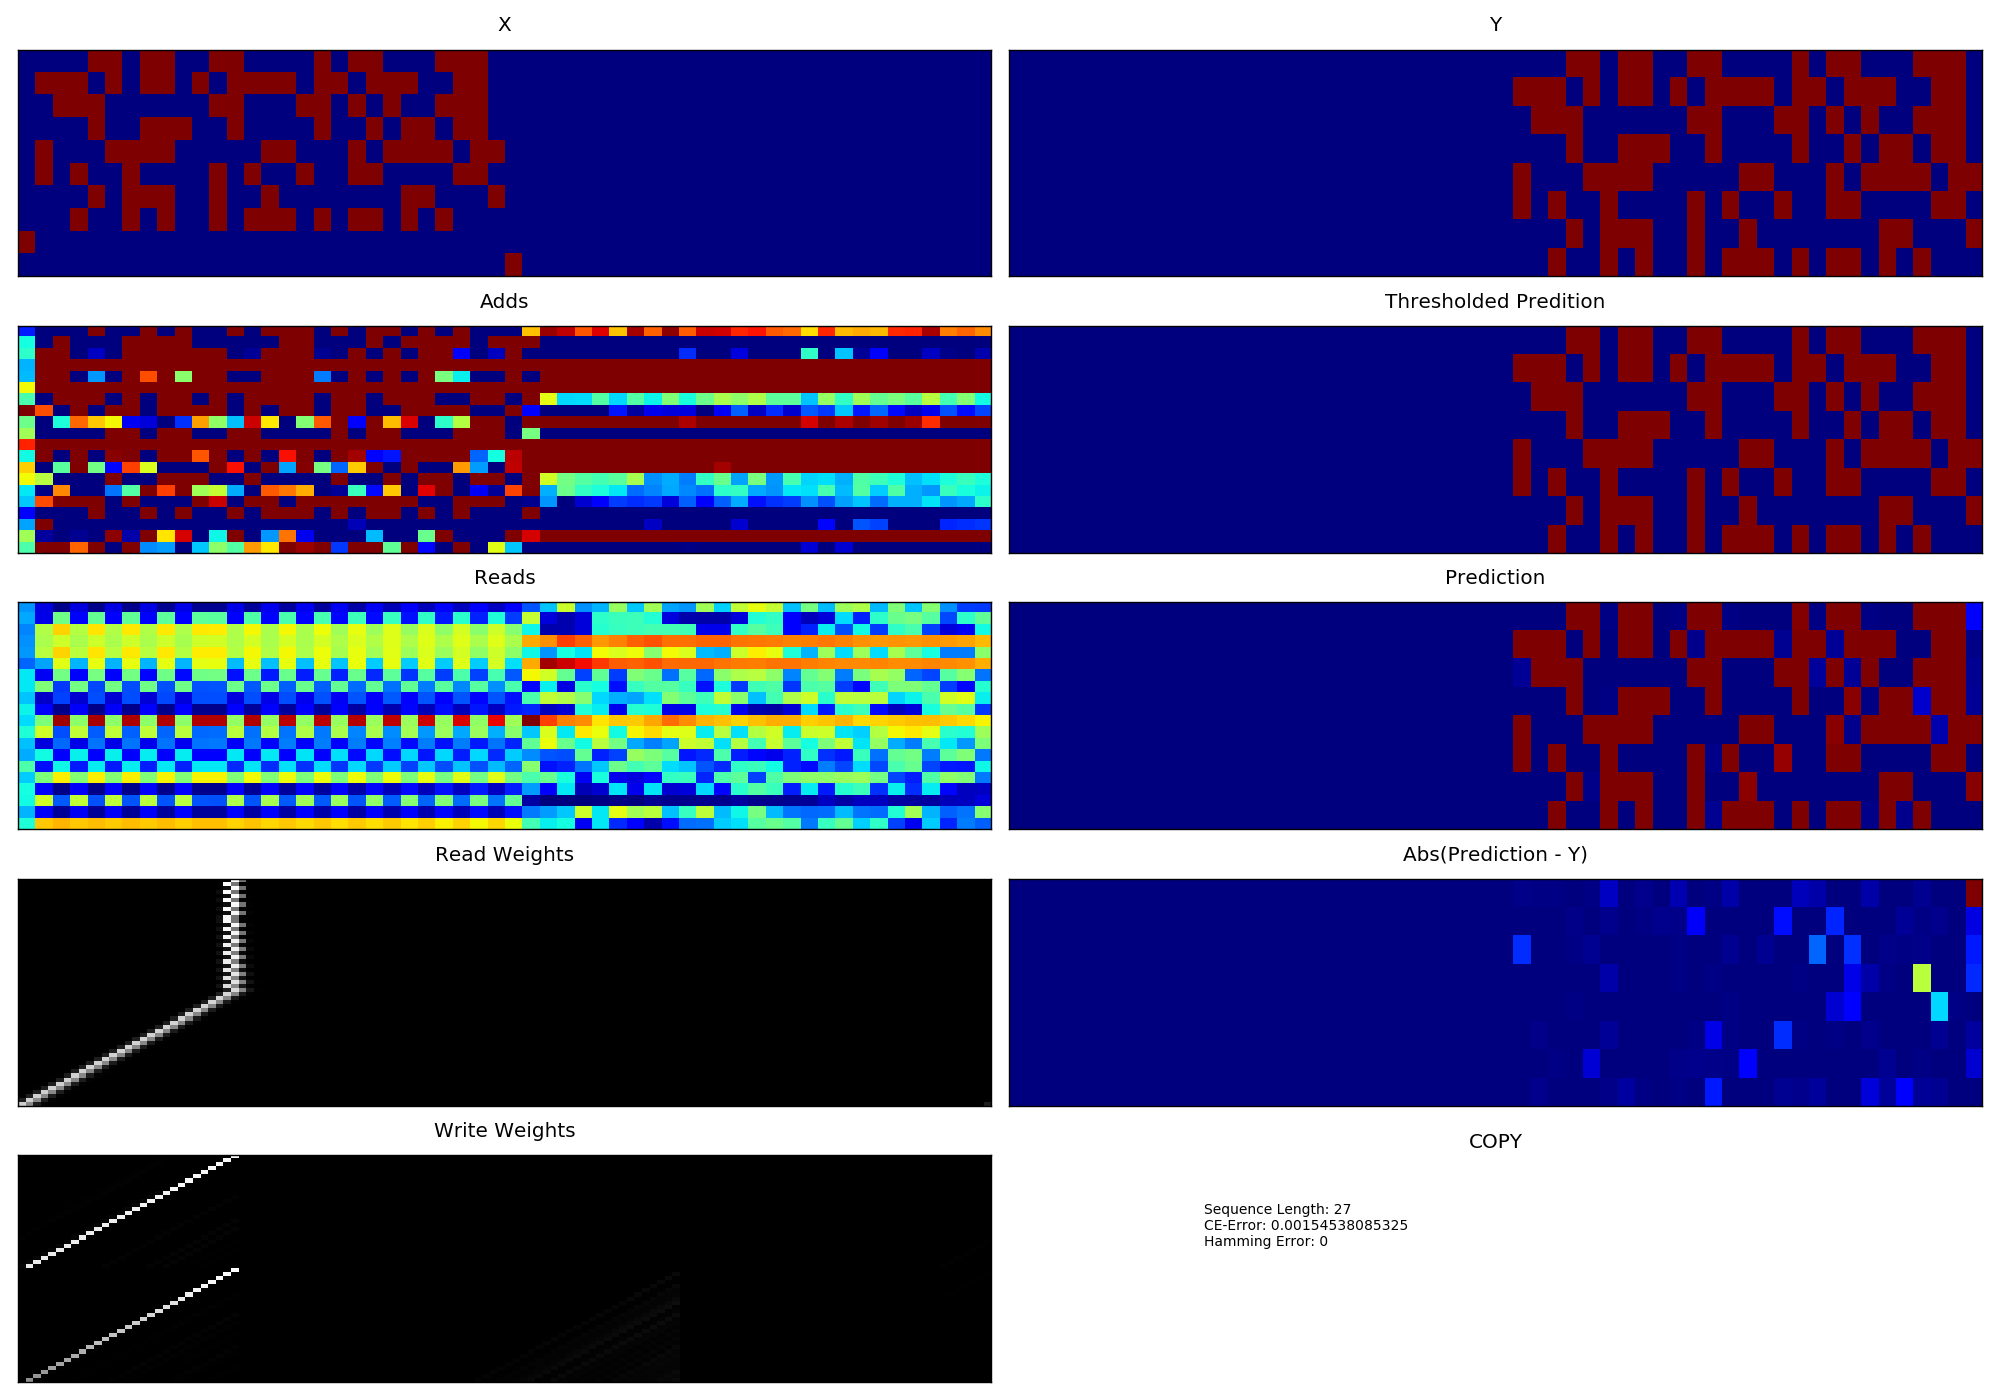 X
Y
Adds
Thresholded Predition
Reads
Prediction
Read Weights
Abs(Prediction - Y)
Write Weights
COPY
Sequence Length: 27
CE-Error: 0.00154538085325
Hamming Error: 0